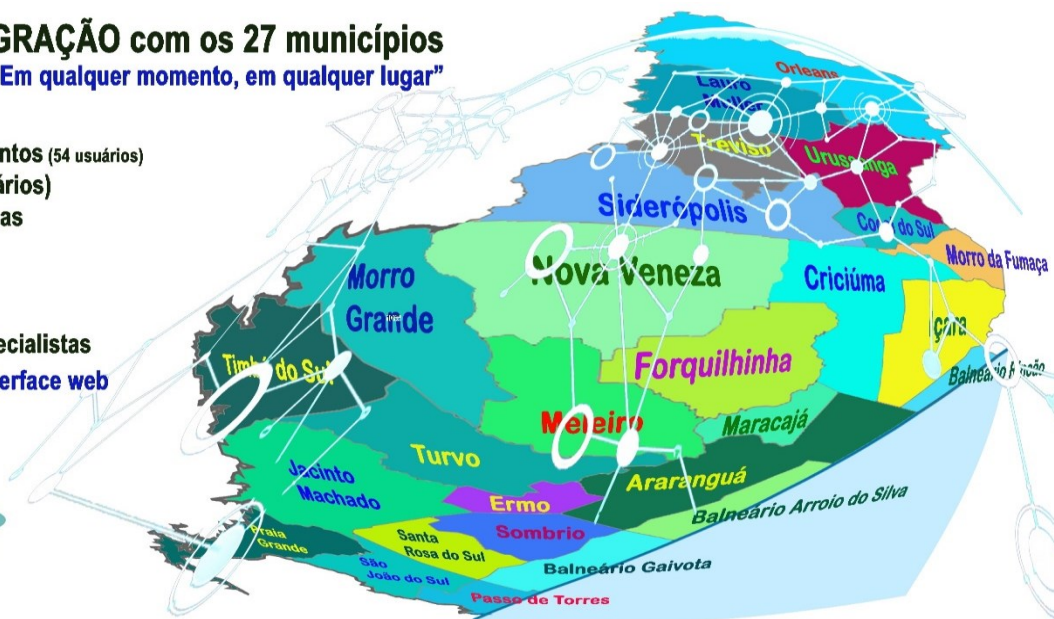 GRAÇÃO com os 27 municípios
Em qualquer momento, em qualquer lugar”
ntos (54 usuários)
ários)
as
ecialistas
erface web
Orleans
Lauro
Muller
Treviso
Urussanga
Siderópolis
Cocal do Sul
Morro da Fumaça
Nova Veneza
Criciúma
Morro
Grande
Içara
Timbé do Sul
Forquilhinha
Balneário Rincão
Meleiro
Maracajá
Turvo
Araranguá
Jacinto
Machado
Ermo
Balneário Arroio do Silva
Sombrio
Praia
Grande
Santa
Rosa do Sul
Balneário Gaivota
São
João do Sul
Passo de Torres